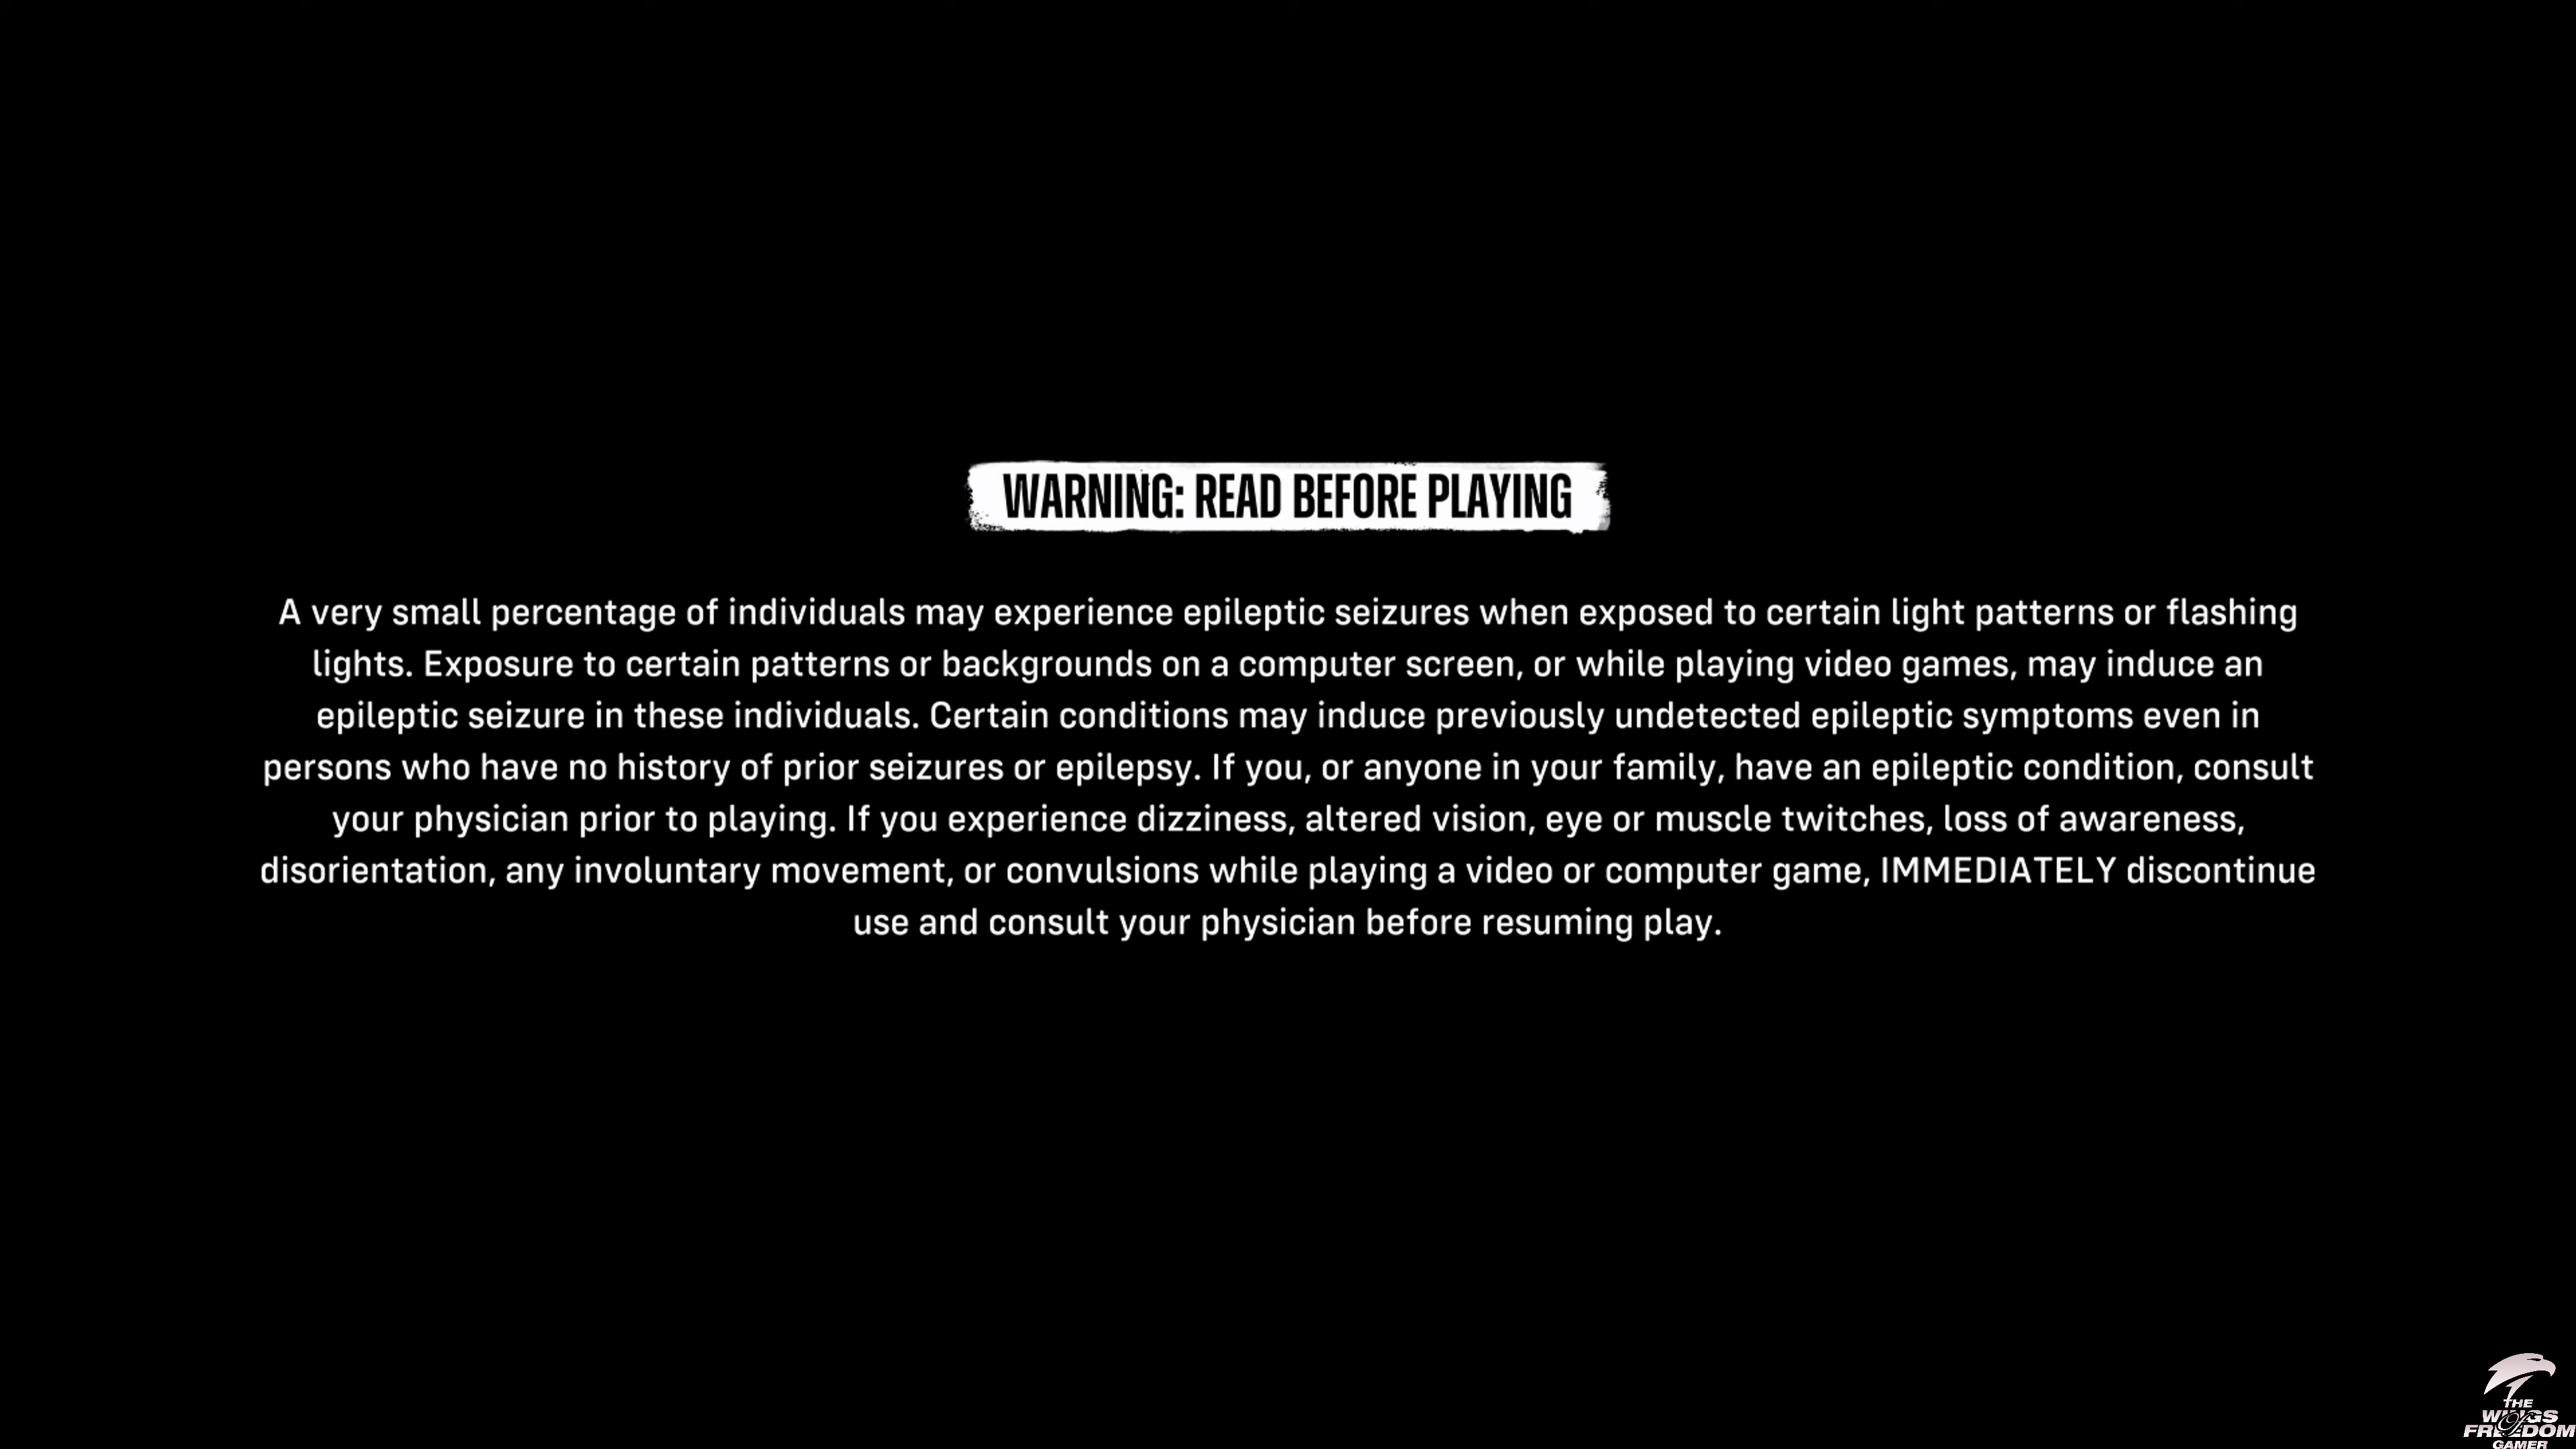 WARNING: READ BEFORE PLAYING
A very small percentage of individuals may experience epileptic seizures when exposed to certain light patterns or flashing
lights. Exposure to certain patterns or backgrounds on a computer screen, or while playing video games, may induce an
epileptic seizure in these individuals. Certain conditions may induce previously undetected epileptic symptoms even in
persons who have no history of prior seizures or epilepsy. If you, or anyone in your family, have an epileptic condition, consult
your physician prior to playing. If you experience dizziness, altered vision, eye or muscle twitches, loss of awareness,
disorientation, any involuntary movement, or convulsions while playing a video or computer game, IMMEDIATELY discontinue
use and consult your physician before resuming play.
THE
WINGS
of
FREEDOM
GAMER